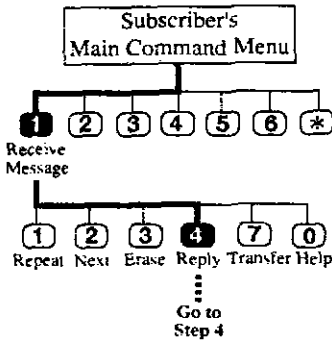 Subscriber's
Main Command Menu
1 2 3 4 5 6 *
Receive
Message
1 2 3 4 7 0
Repeat Next Erase Reply Transfer Help
Go to
Step 4